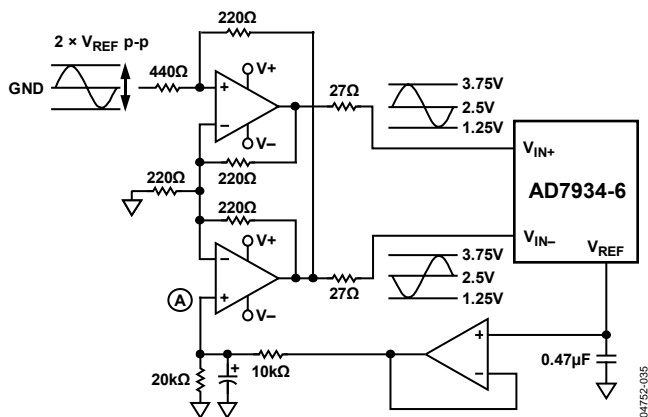 220Ω
2 × VREF p-p
GND
440Ω
V+
+
–
V–
27Ω
3.75V
2.5V
1.25V
220Ω
220Ω
220Ω
V+
–
+
V–
A
27Ω
3.75V
2.5V
1.25V
VIN+
AD7934-6
VIN–
VREF
20kΩ
+
10kΩ
+
–
0.47µF
04752-035